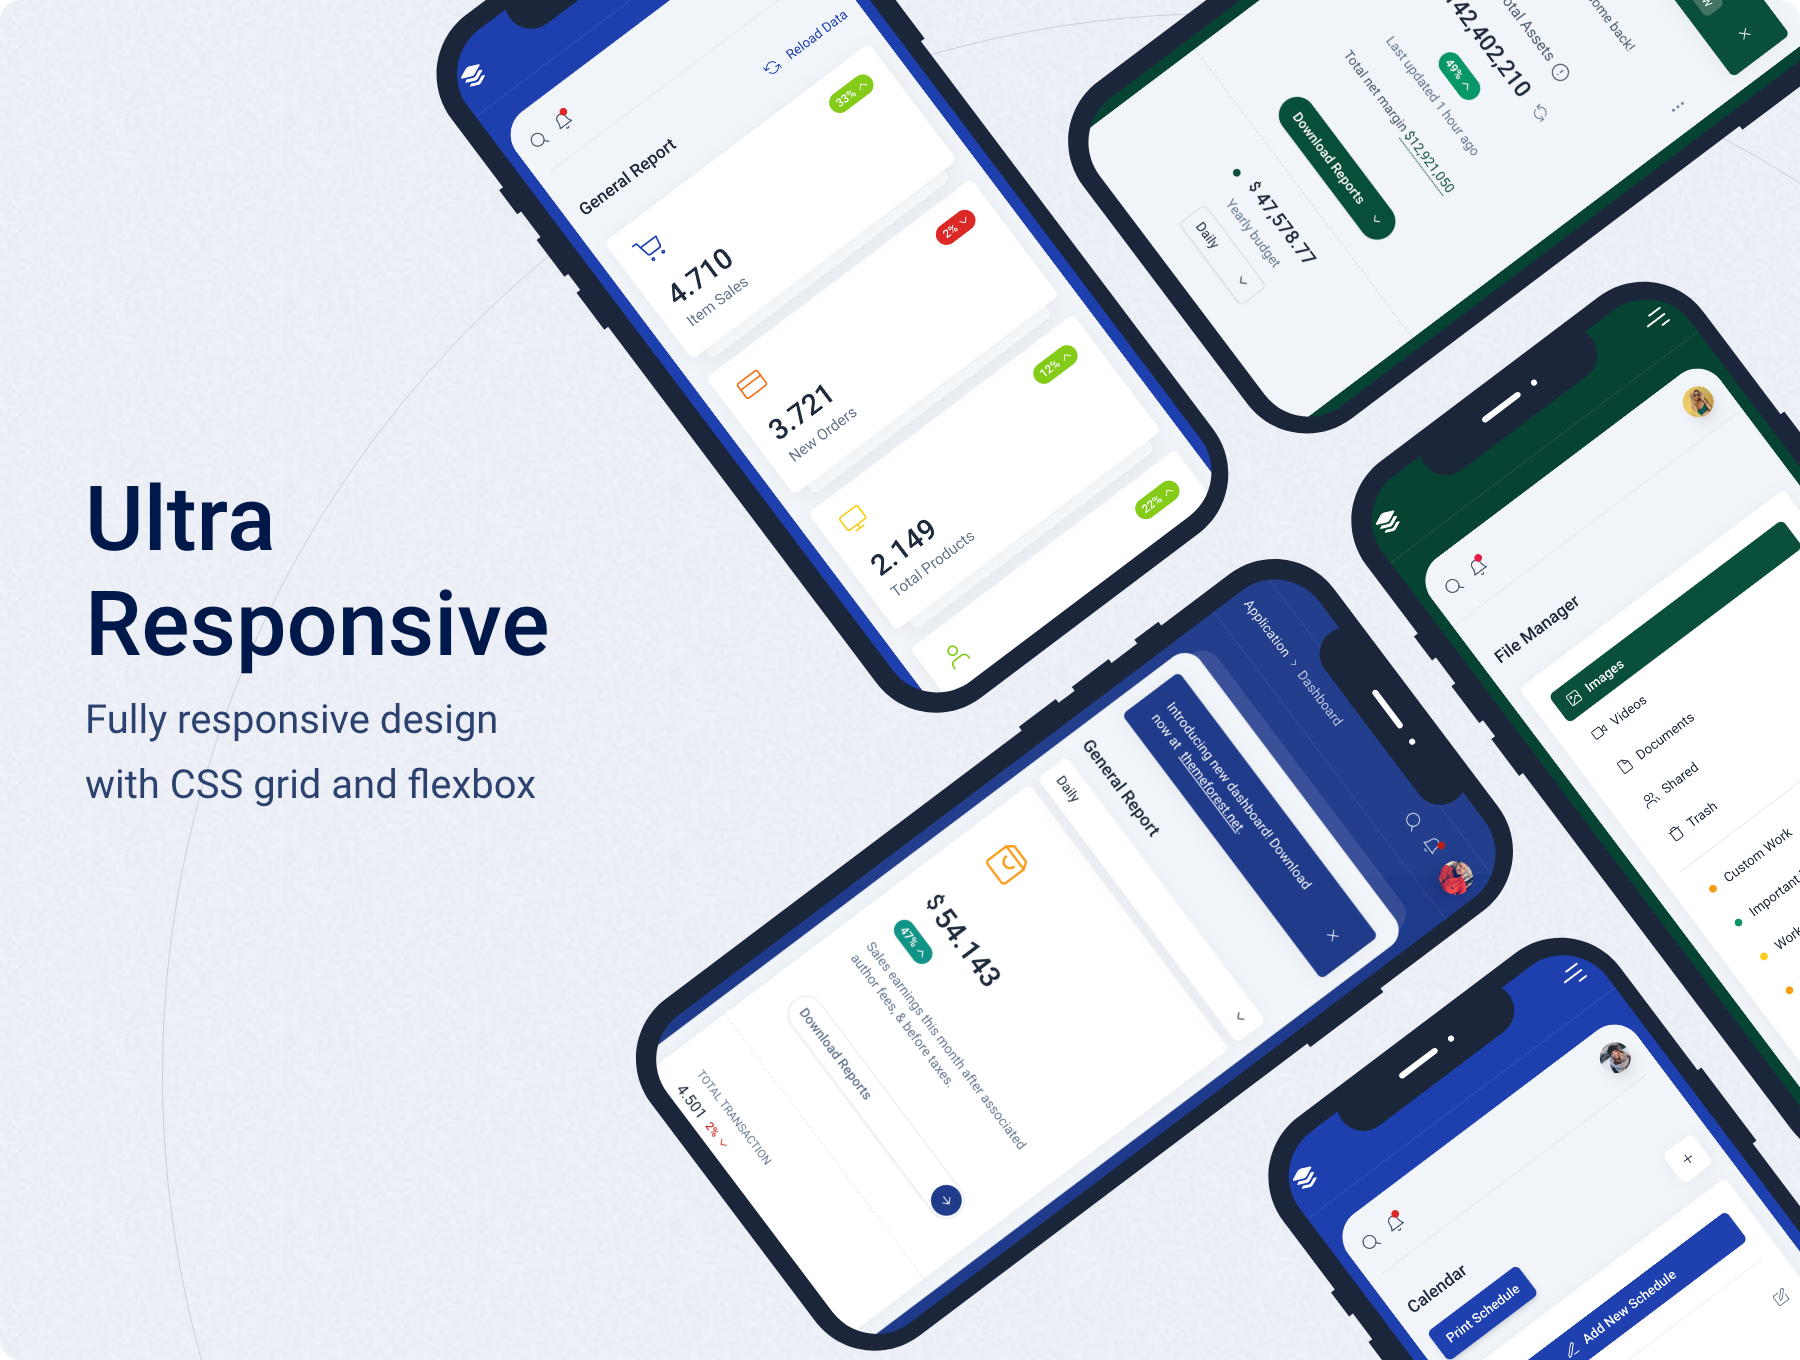 Ultra
Responsive
Fully responsive design
with CSS grid and flexbox
Reload Data
General Report
33%
4.710
Item Sales
2%
3.721
New Orders
12%
2.149
Total Products
22%
Total Assets
142,402,210
49%
Last updated 1 hour ago
Total net margin $12,921,050
Download Reports
$ 47,578.77
Yearly budget
Daily
File Manager
Images
Videos
Documents
Shared
Trash
Custom Work
Important
Work
Application > Dashboard
Introducing new dashboard! Download
now at themeforest.net.
General Report
Daily
$ 54.143
47%
Sales earnings this month after associated
author fees, & before taxes.
Download Reports
TOTAL TRANSACTION
4.501 2%
Calendar
Print Schedule
Add New Schedule